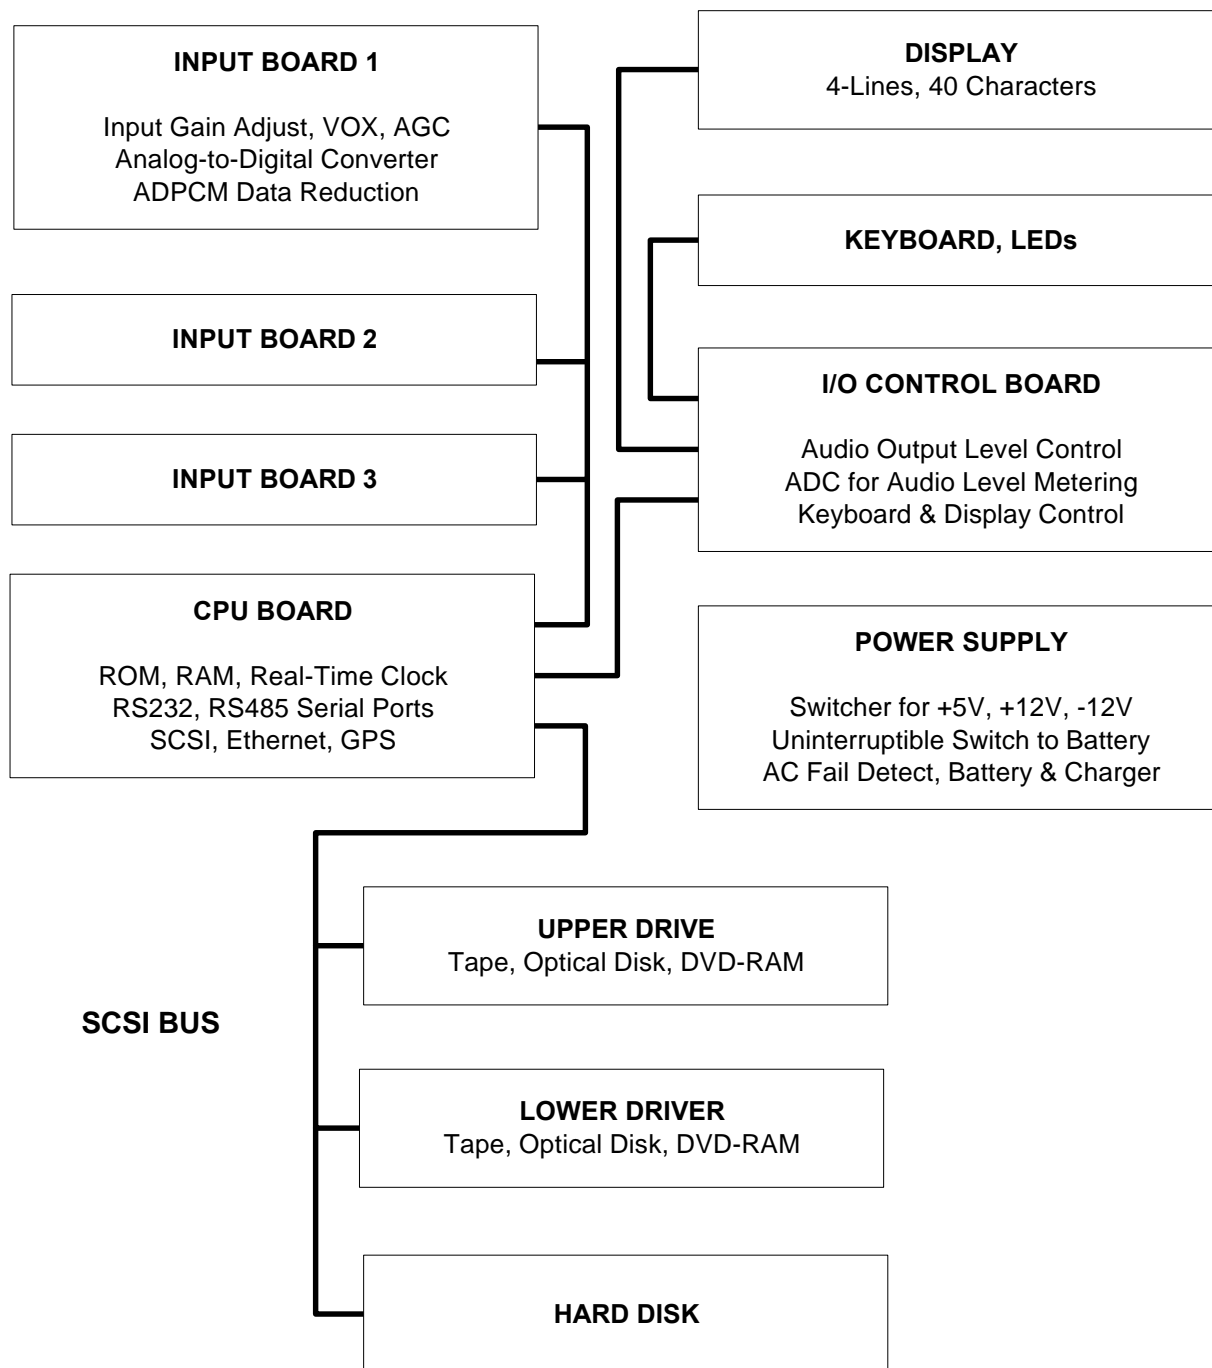 INPUT BOARD 1
Input Gain Adjust, VOX, AGC
Analog-to-Digital Converter
ADPCM Data Reduction
INPUT BOARD 2
INPUT BOARD 3
CPU BOARD
ROM, RAM, Real-Time Clock
RS232, RS485 Serial Ports
SCSI, Ethernet, GPS
DISPLAY
4-Lines, 40 Characters
KEYBOARD, LEDs
I/O CONTROL BOARD
Audio Output Level Control
ADC for Audio Level Metering
Keyboard & Display Control
POWER SUPPLY
Switcher for +5V, +12V, -12V
Uninterruptible Switch to Battery
AC Fail Detect, Battery & Charger
SCSI BUS
UPPER DRIVE
Tape, Optical Disk, DVD-RAM
LOWER DRIVER
Tape, Optical Disk, DVD-RAM
HARD DISK